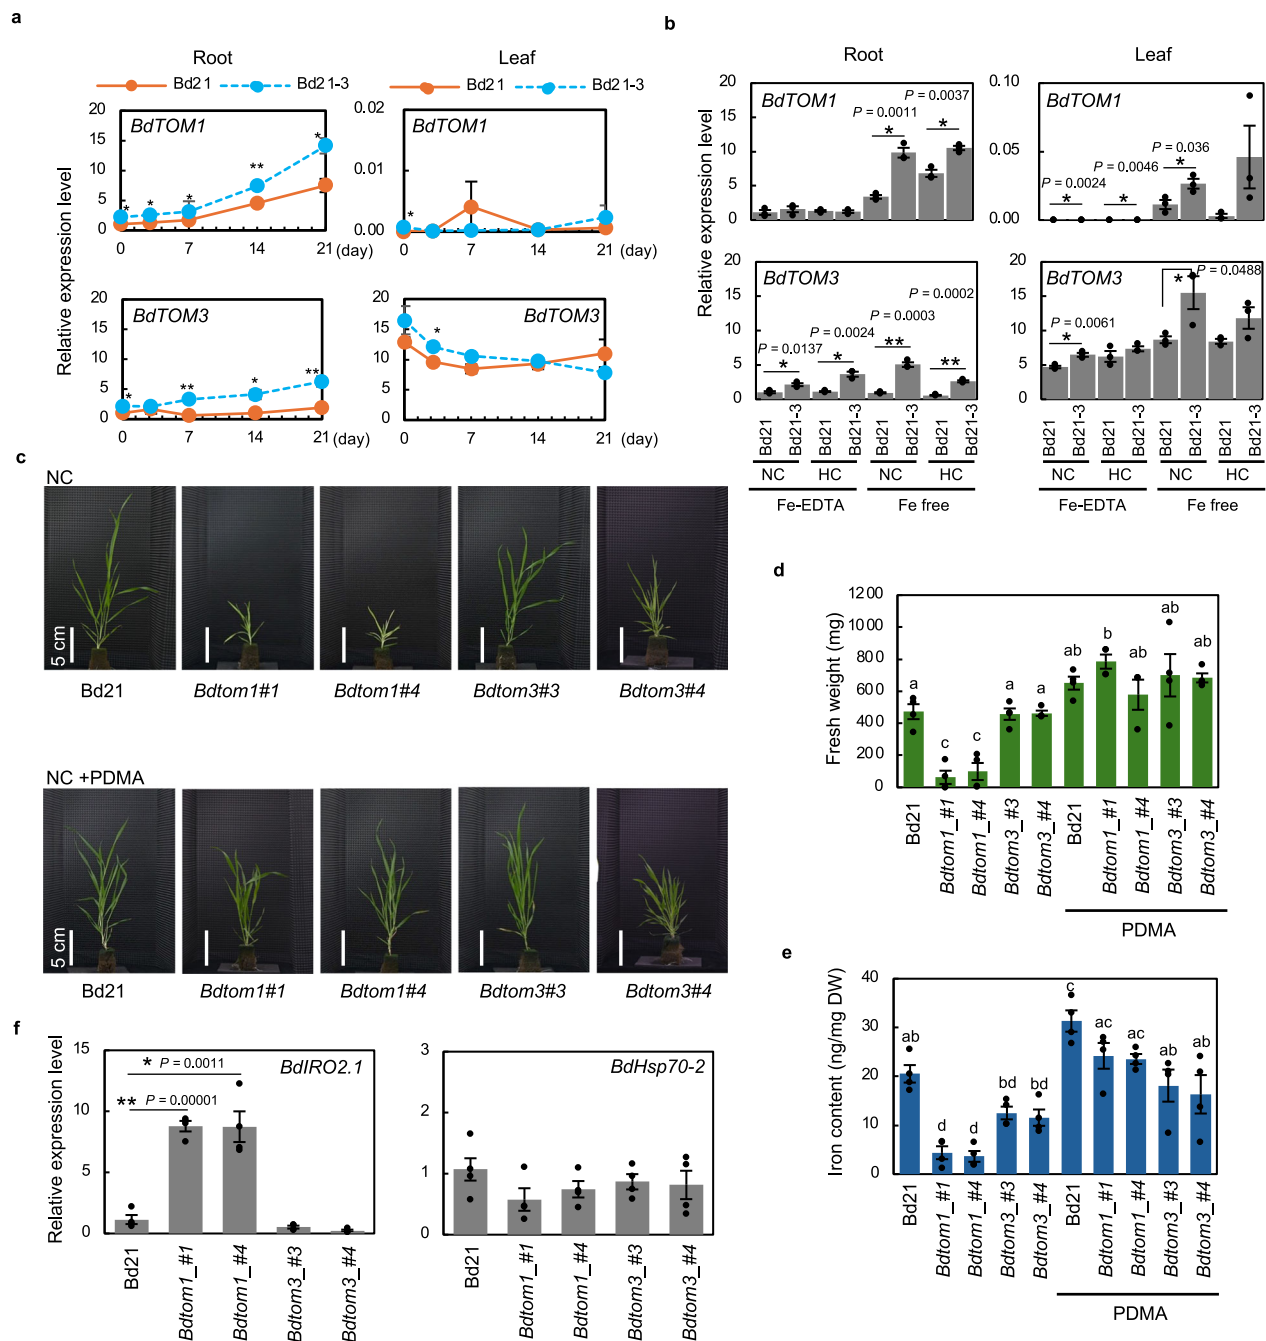 a
Root
Leaf
Bd21
Bd21-3
Bd21
Bd21-3
Relative expression level
20
15
10
5
0
BdTOM1
*
*
*
**
*
0
7
14
21
(day)
0.02
0.01
0.00
BdTOM1
*
0
7
14
21
(day)
20
15
10
5
0
BdTOM3
*
**
*
**
0
7
14
21
(day)
20
15
10
5
0
BdTOM3
*
0
7
14
21
(day)
b
Root
Leaf
Relative expression level
20
15
10
5
0
BdTOM1
P = 0.0011
P = 0.0037
*
*
0.10
0.05
0.00
BdTOM1
P = 0.0024
P = 0.0046
P = 0.036
*
*
*
20
15
10
5
0
BdTOM3
P = 0.0137
P = 0.0024
P = 0.0003
P = 0.0002
*
*
**
**
Bd21
Bd21-3
Bd21
Bd21-3
Bd21
Bd21-3
Bd21
Bd21-3
NC
HC
NC
HC
Fe-EDTA
Fe free
20
15
10
5
0
BdTOM3
P = 0.0061
P = 0.0488
*
*
Bd21
Bd21-3
Bd21
Bd21-3
Bd21
Bd21-3
Bd21
Bd21-3
NC
HC
NC
HC
Fe-EDTA
Fe free
c
NC
5 cm
Bd21
Bdtom1#1
Bdtom1#4
Bdtom3#3
Bdtom3#4
NC +PDMA
5 cm
Bd21
Bdtom1#1
Bdtom1#4
Bdtom3#3
Bdtom3#4
d
Fresh weight (mg)
1200
1000
800
600
400
200
0
a
c
c
a
a
ab
b
ab
ab
ab
Bd21
Bdtom1_#1
Bdtom1_#4
Bdtom3_#3
Bdtom3_#4
Bd21
Bdtom1_#1
Bdtom1_#4
Bdtom3_#3
Bdtom3_#4
PDMA
e
Iron content (ng/mg DW)
40
30
20
10
0
ab
d
d
bd
bd
c
ac
ac
ab
ab
Bd21
Bdtom1_#1
Bdtom1_#4
Bdtom3_#3
Bdtom3_#4
Bd21
Bdtom1_#1
Bdtom1_#4
Bdtom3_#3
Bdtom3_#4
PDMA
f
Relative expression level
15
10
5
0
BdIRO2.1
* P = 0.0011
** P = 0.00001
Bd21
Bdtom1_#1
Bdtom1_#4
Bdtom3_#3
Bdtom3_#4
3
2
1
0
BdHsp70-2
Bd21
Bdtom1_#1
Bdtom1_#4
Bdtom3_#3
Bdtom3_#4